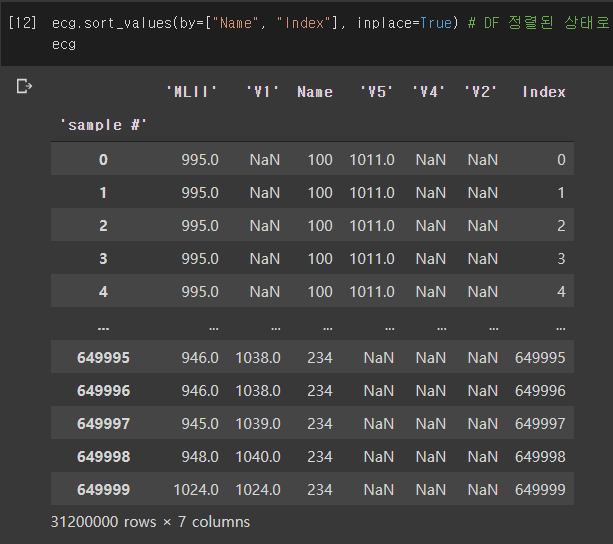 [12] ecg.sort_values(by=["Name", "Index"], inplace=True) # DF 정렬된 상태로
ecg
'MLII' 'V1' Name 'V5' 'V4' 'V2' Index
'sample #'
0 995.0 NaN 100 1011.0 NaN NaN 0
1 995.0 NaN 100 1011.0 NaN NaN 1
2 995.0 NaN 100 1011.0 NaN NaN 2
3 995.0 NaN 100 1011.0 NaN NaN 3
4 995.0 NaN 100 1011.0 NaN NaN 4
... ... ... ... ... ... ... ...
649995 946.0 1038.0 234 NaN NaN NaN 649995
649996 946.0 1038.0 234 NaN NaN NaN 649996
649997 945.0 1039.0 234 NaN NaN NaN 649997
649998 948.0 1040.0 234 NaN NaN NaN 649998
649999 1024.0 1024.0 234 NaN NaN NaN 649999
31200000 rows × 7 columns